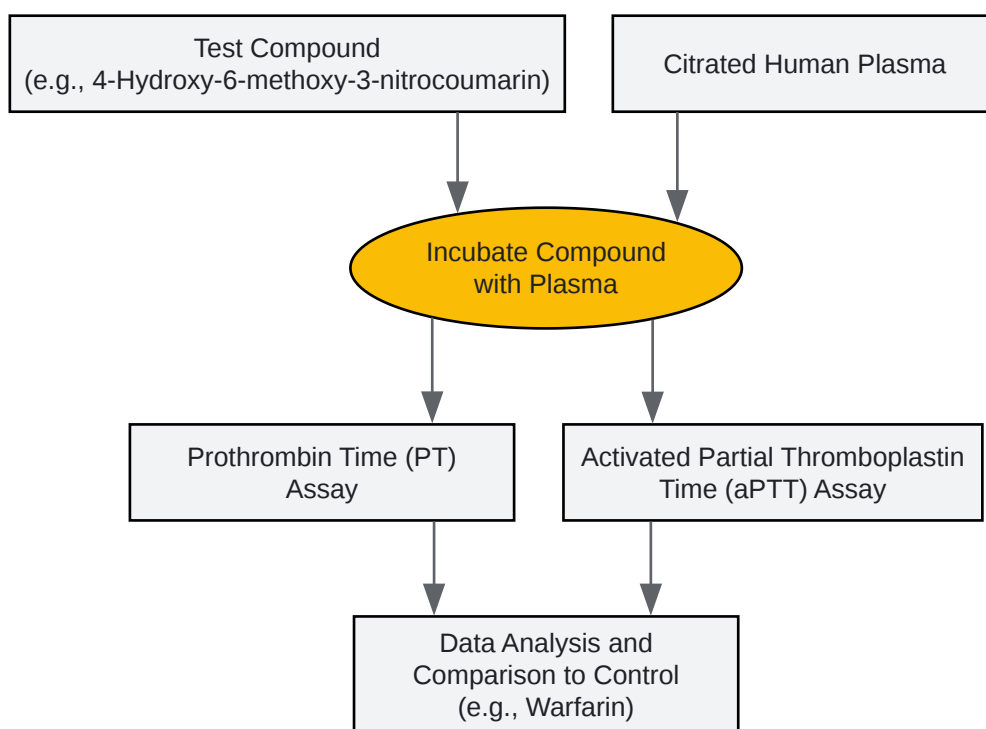 Test Compound
(e.g., 4-Hydroxy-6-methoxy-3-nitrocoumarin)
Citrated Human Plasma
Incubate Compound
with Plasma
Prothrombin Time (PT)
Assay
Activated Partial Thromboplastin
Time (aPTT) Assay
Data Analysis and
Comparison to Control
(e.g., Warfarin)